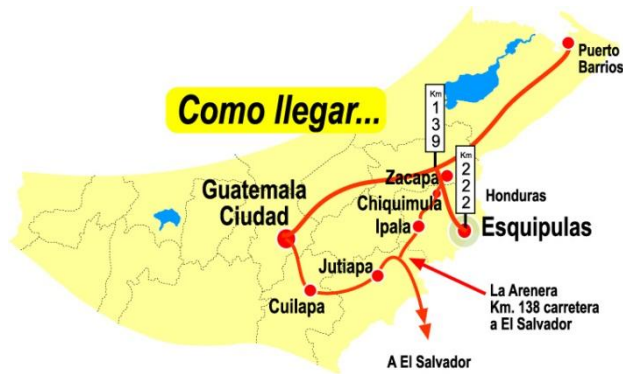 Puerto
Barrios
Como llegar...
Km
1
3
9
Zacapa
Km
2
2
2
Honduras
Guatemala
Ciudad
Chiquimula
Ipala
Esquipulas
Jutiapa
Cuilapa
La Arenera
Km. 138 carretera
a El Salvador
A El Salvador